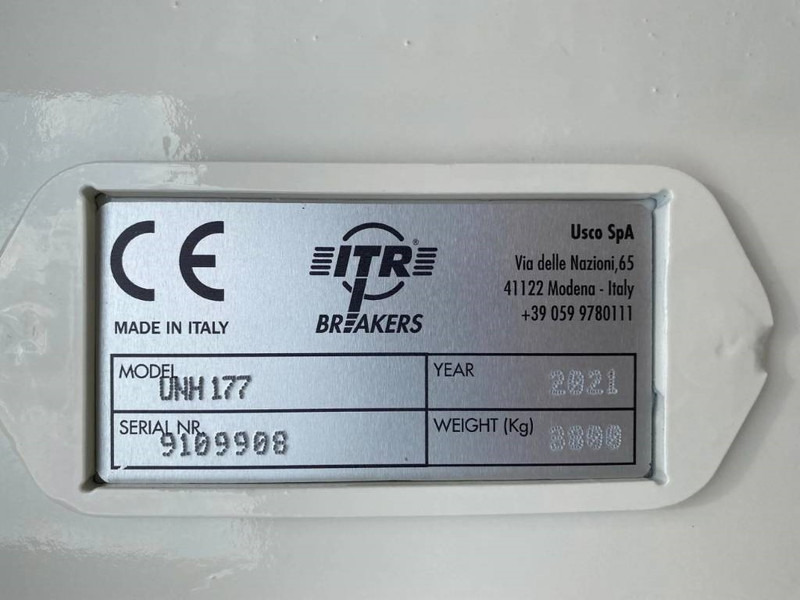 CE
MADE IN ITALY
ITR®
BREAKERS
Usco SpA
Via delle Nazioni,65
41122 Modena - Italy
+39 059 9780111
MODEL UNH 177
YEAR 2021
SERIAL NR. 9109908
WEIGHT (Kg) 3800